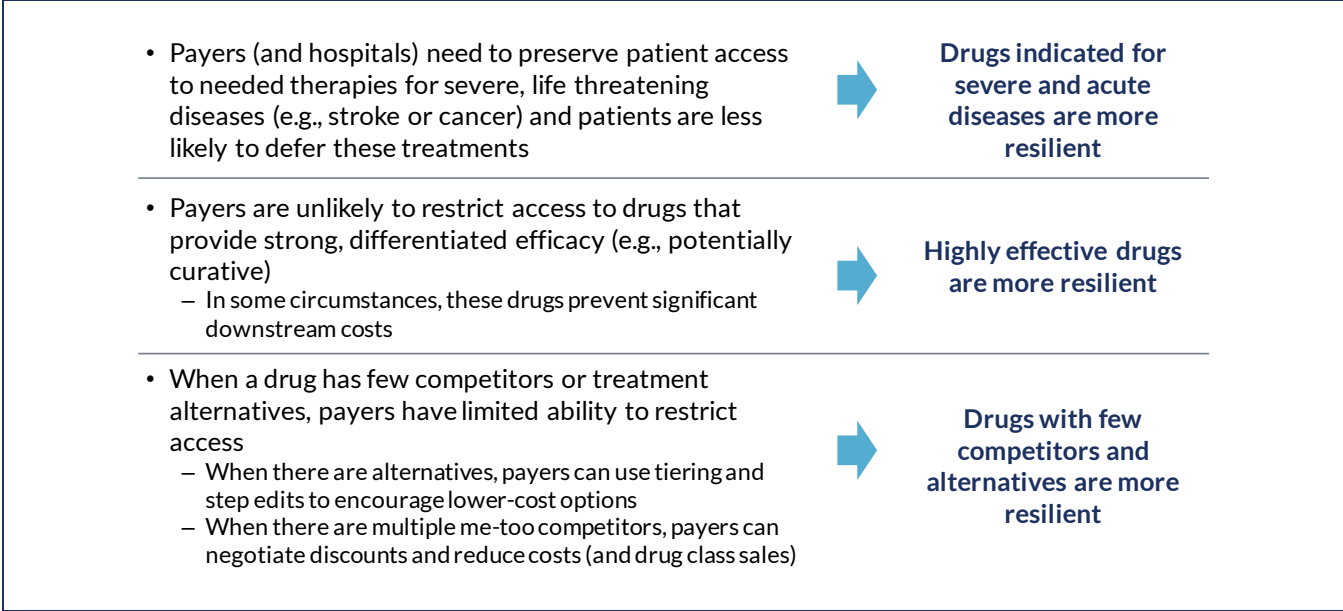 • Payers (and hospitals) need to preserve patient access
to needed therapies for severe, life threatening
diseases (e.g., stroke or cancer) and patients are less
likely to defer these treatments
Drugs indicated for
severe and acute
diseases are more
resilient
• Payers are unlikely to restrict access to drugs that
provide strong, differentiated efficacy (e.g., potentially
curative)
– In some circumstances, these drugs prevent significant
downstream costs
Highly effective drugs
are more resilient
• When a drug has few competitors or treatment
alternatives, payers have limited ability to restrict
access
– When there are alternatives, payers can use tiering and
step edits to encourage lower-cost options
– When there are multiple me-too competitors, payers can
negotiate discounts and reduce costs (and drug class sales)
Drugs with few
competitors and
alternatives are more
resilient